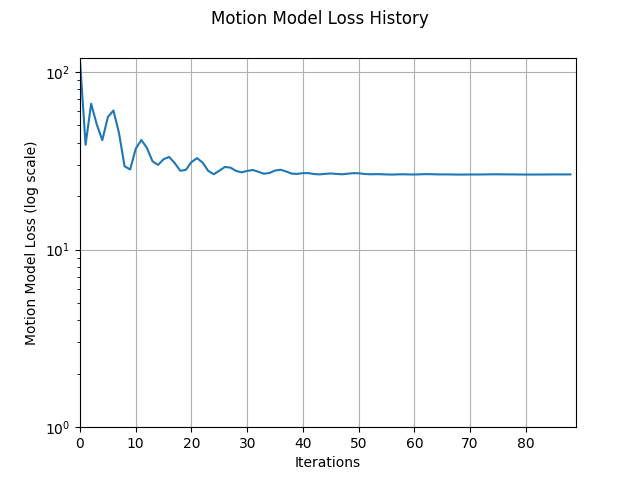 Motion Model Loss History
Motion Model Loss (log scale)
10²
10¹
10⁰
0 10 20 30 40 50 60 70 80
Iterations